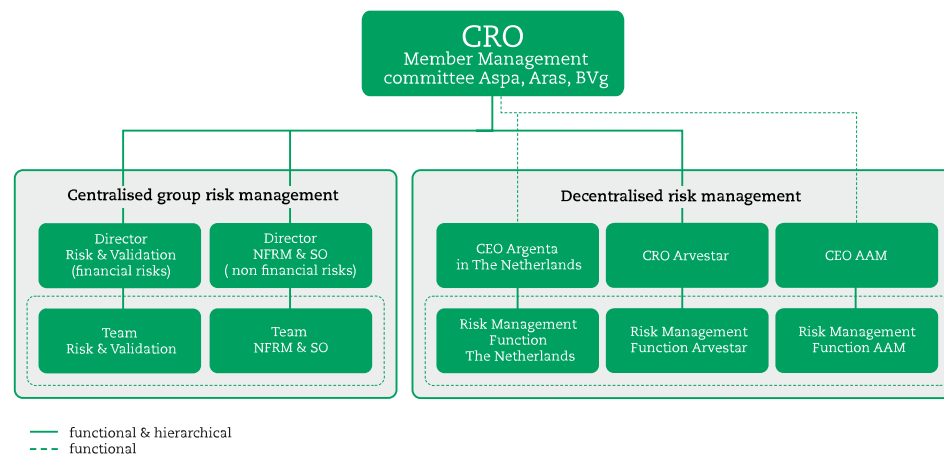 CRO
Member Management
committee Aspa, Aras, BVg
Centralised group risk management
Director
Risk & Validation
(financial risks)
Director
NFRM & SO
( non financial risks)
Team
Risk & Validation
Team
NFRM & SO
Decentralised risk management
CEO Argenta
in The Netherlands
CRO Arvestar
CEO AAM
Risk Management
Function
The Netherlands
Risk Management
Function Arvestar
Risk Management
Function AAM
functional & hierarchical
functional